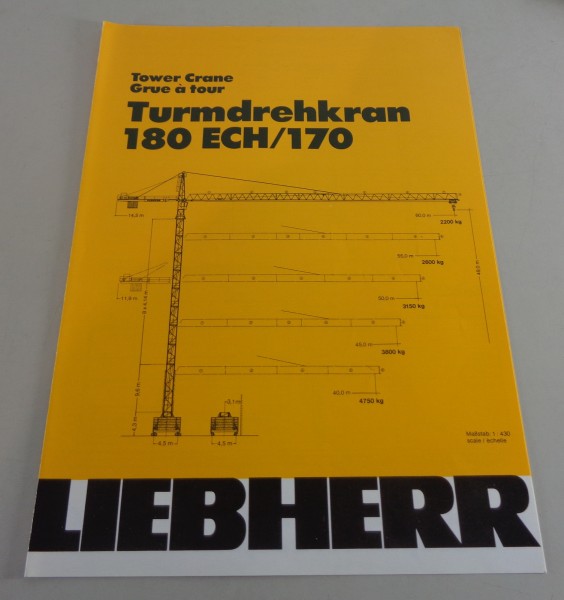 Tower Crane
Grue à tour
Turmdrehkran
180 ECH/170
14,5 m
60,0 m
2200 kg
55,0 m
2600 kg
11,8 m
50,0 m
3150 kg
45,0 m
3800 kg
40,0 m
4750 kg
4,5 m
4,5 m
Maßstab 1 : 430
scale / échelle
LIEBHERR